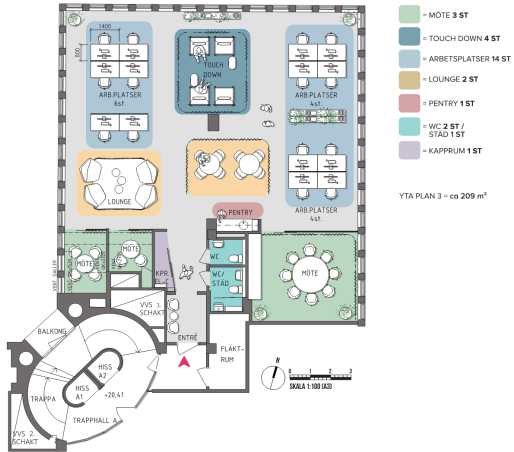 1400
800
ARB.PLATSER
6st.
TOUCH
DOWN
ARB.PLATSER
4st.
LOUNGE
ARB.PLATSER
4st.
PENTRY
MÖTE
MÖTE
KPR.
EL-C
WC
WC/
STÄD
MÖTE
VVS 1.
SCHAKT
ENTRÉ
FLÄKT-
RUM
BALKONG
HISS
A2
HISS
A1
+20,41
TRAPPA
TRAPPHALL A
VVS 2.
SCHAKT
N
0 1 2 3
SKALA 1:100 (A3)
= MÖTE 3 ST
= TOUCH DOWN 4 ST
= ARBETSPLATSER 14 ST
= LOUNGE 2 ST
= PENTRY 1 ST
= WC 2 ST /
STÄD 1 ST
= KAPPRUM 1 ST
YTA PLAN 3 = ca 209 m²